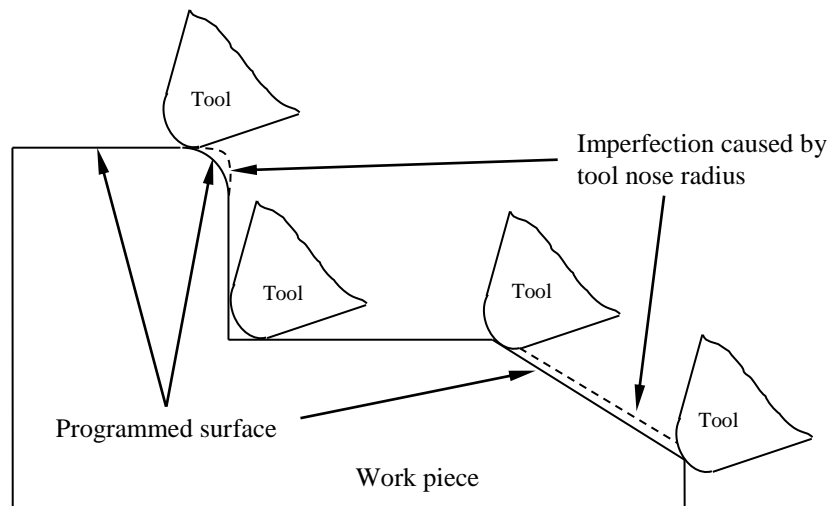 Tool
Imperfection caused by
tool nose radius
Tool
Tool
Tool
Programmed surface
Work piece